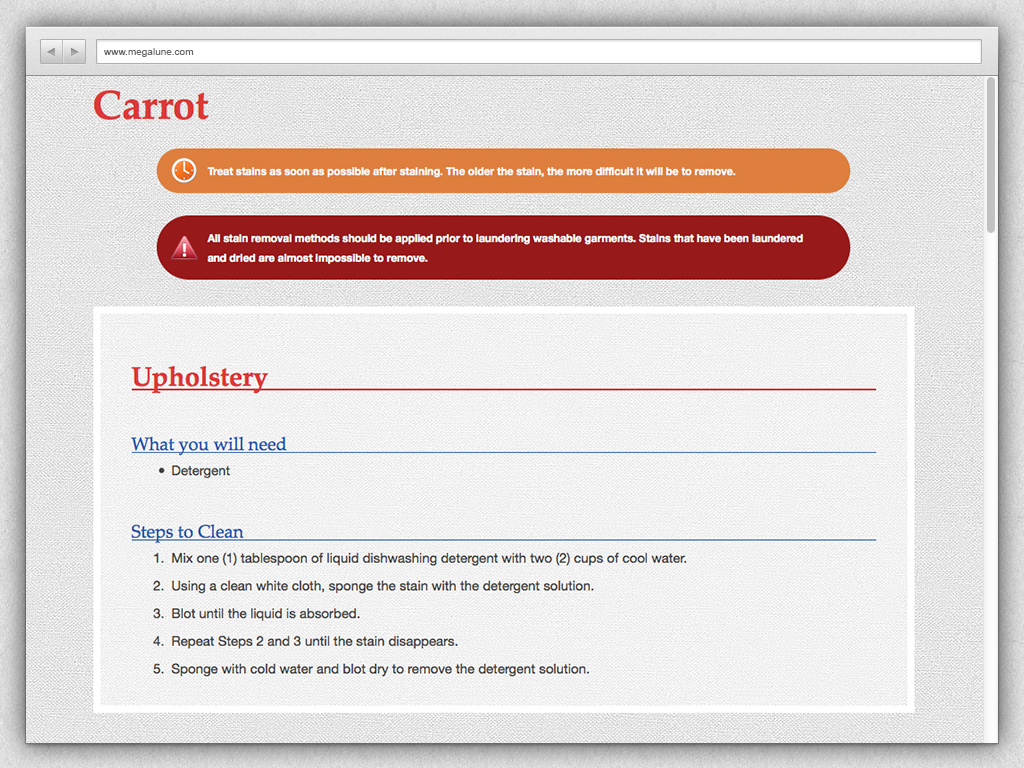 www.megalune.com
Carrot
Treat stains as soon as possible after staining. The older the stain, the more difficult it will be to remove.
All stain removal methods should be applied prior to laundering washable garments. Stains that have been laundered
and dried are almost impossible to remove.
Upholstery
What you will need
• Detergent
Steps to Clean
1. Mix one (1) tablespoon of liquid dishwashing detergent with two (2) cups of cool water.
2. Using a clean white cloth, sponge the stain with the detergent solution.
3. Blot until the liquid is absorbed.
4. Repeat Steps 2 and 3 until the stain disappears.
5. Sponge with cold water and blot dry to remove the detergent solution.